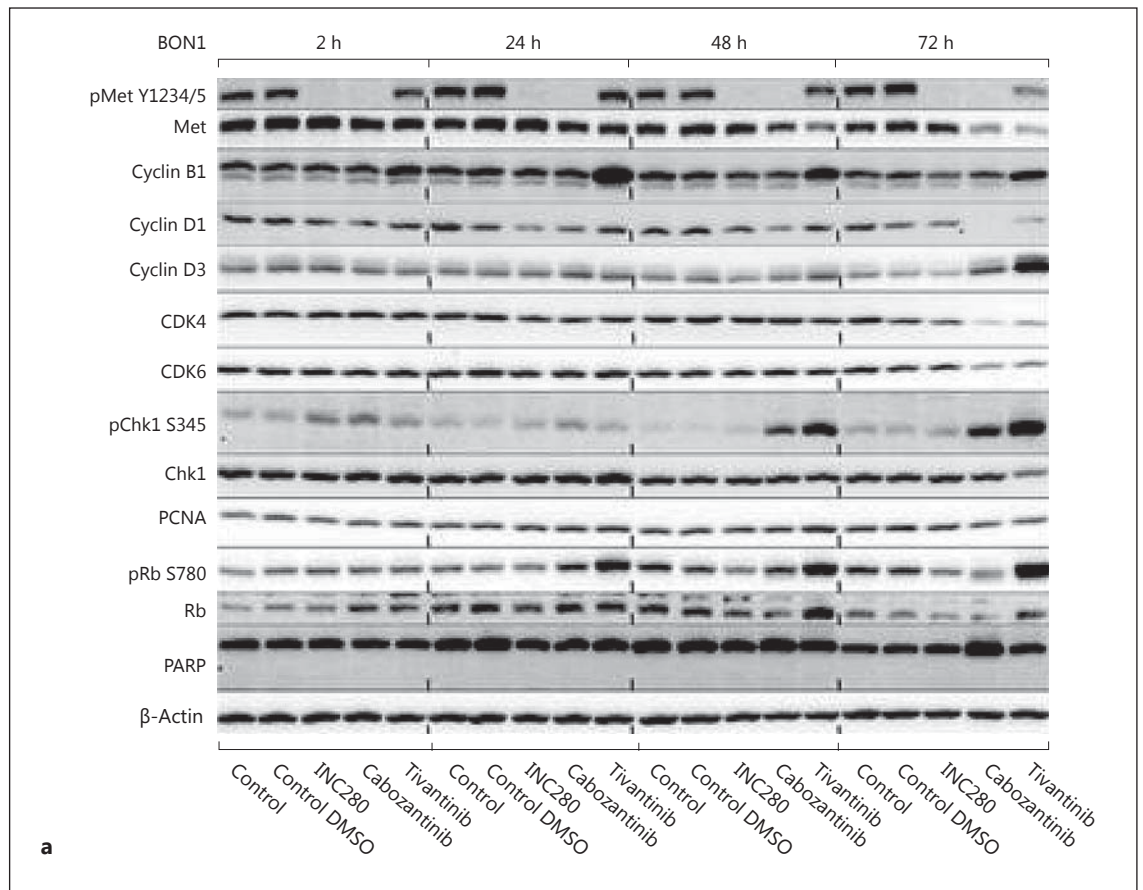 BON1 2 h 24 h 48 h 72 h
pMet Y1234/5
Met
Cyclin B1
Cyclin D1
Cyclin D3
CDK4
CDK6
pChk1 S345
Chk1
PCNA
pRb S780
Rb
PARP
β-Actin
Control
Control DMSO
INC280
Cabozantinib
Tivantinib
Control
Control DMSO
INC280
Cabozantinib
Tivantinib
Control
Control DMSO
INC280
Cabozantinib
Tivantinib
Control
Control DMSO
INC280
Cabozantinib
Tivantinib
a